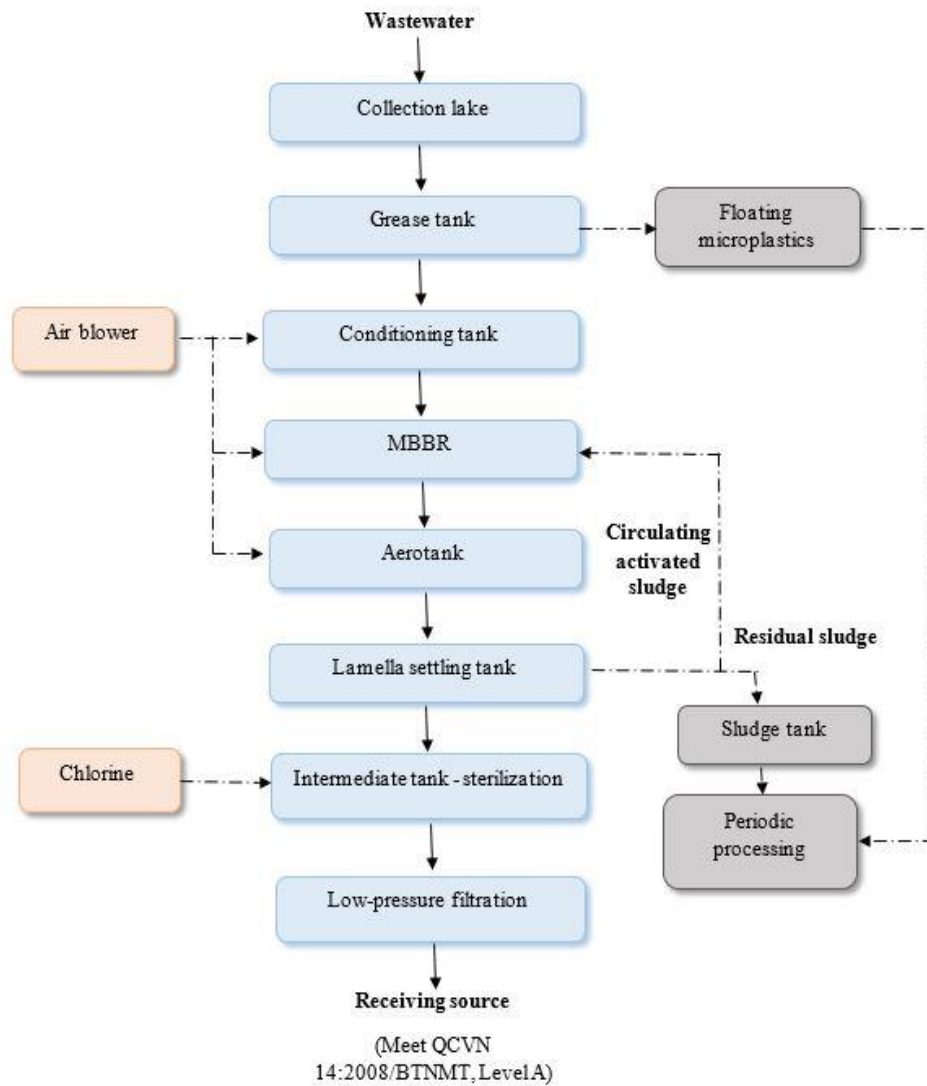 Wastewater
Collection lake
Grease tank
Floating
microplastics
Air blower
Conditioning tank
MBBR
Circulating
activated
sludge
Aerotank
Residual sludge
Lamella settling tank
Sludge tank
Chlorine
Intermediate tank - sterilization
Periodic
processing
Low-pressure filtration
Receiving source
(Meet QCVN
14:2008/BTNMT, Level A)